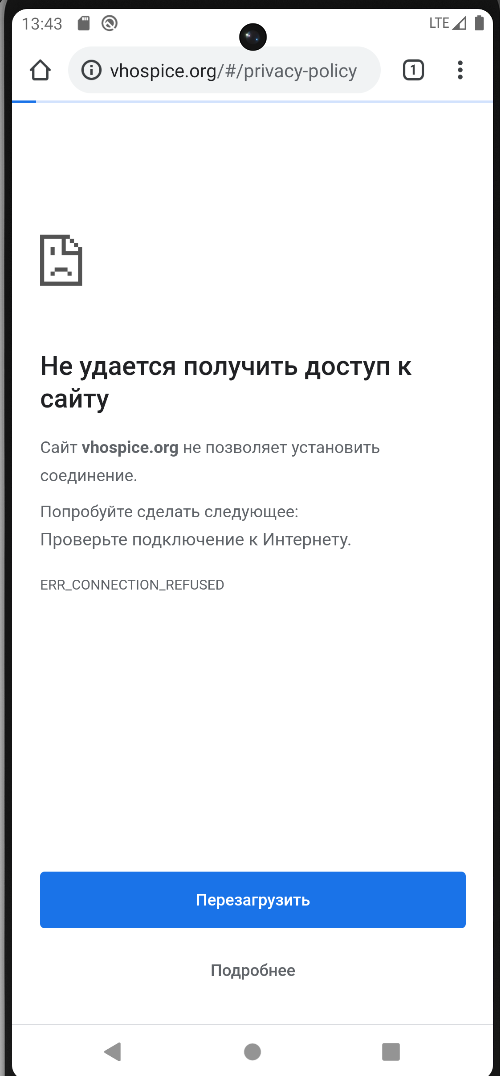 13:43
LTE
vhospice.org/#/privacy-policy
1
Не удается получить доступ к
сайту
Сайт vhospice.org не позволяет установить
соединение.
Попробуйте сделать следующее:
Проверьте подключение к Интернету.
ERR_CONNECTION_REFUSED
Перезагрузить
Подробнее